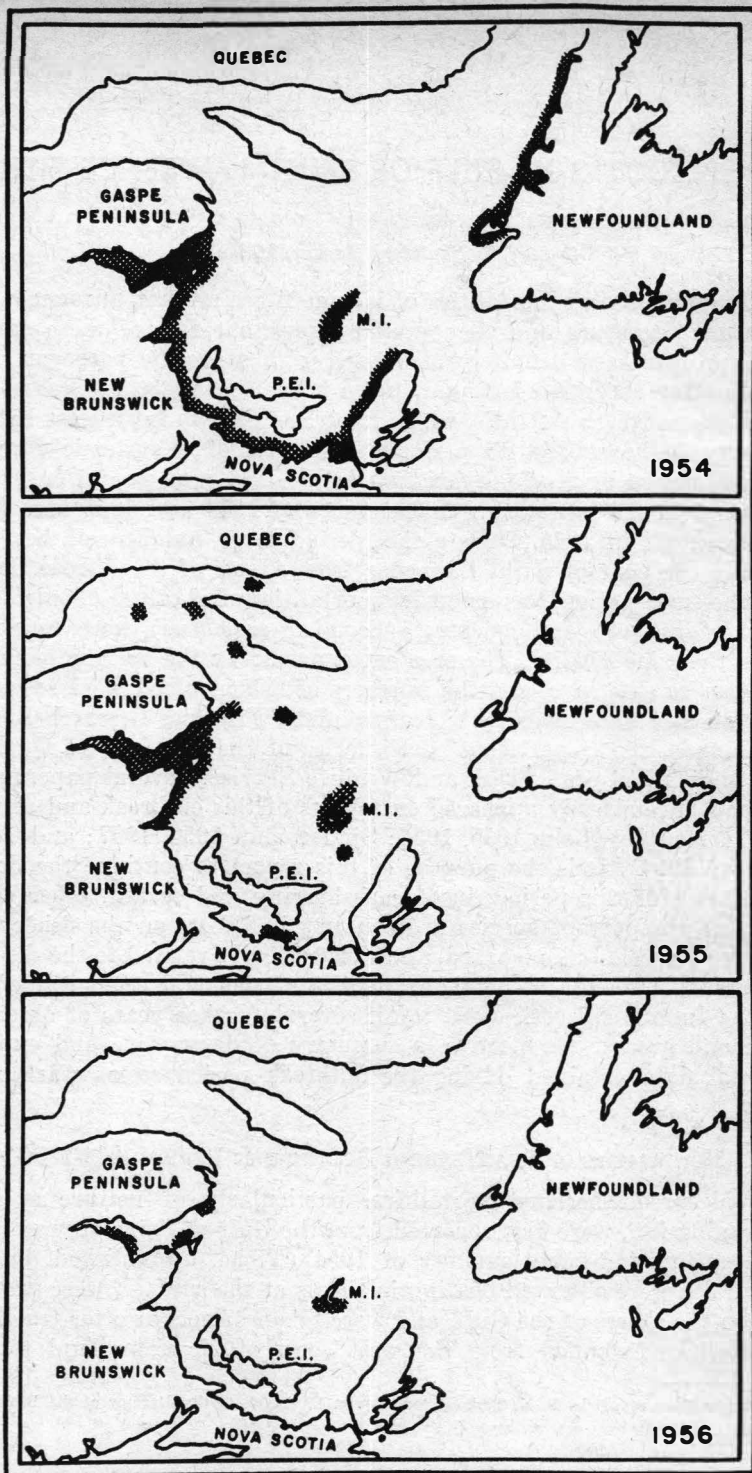 QUEBEC
GASPE
PENINSULA
NEWFOUNDLAND
M.I.
P.E.I.
NEW
BRUNSWICK
NOVA SCOTIA
1954
QUEBEC
GASPE
PENINSULA
NEWFOUNDLAND
M.I.
P.E.I.
NEW
BRUNSWICK
NOVA SCOTIA
1955
QUEBEC
GASPE
PENINSULA
NEWFOUNDLAND
M.I.
P.E.I.
NEW
BRUNSWICK
NOVA SCOTIA
1956